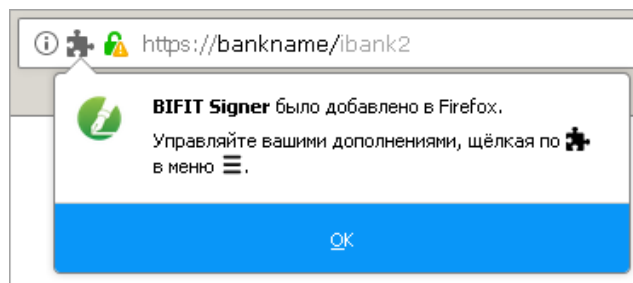 https://bankname/ibank2
BIFIT Signer было добавлено в Firefox.
Управляйте вашими дополнениями, щёлкая по
в меню ☰.
OK